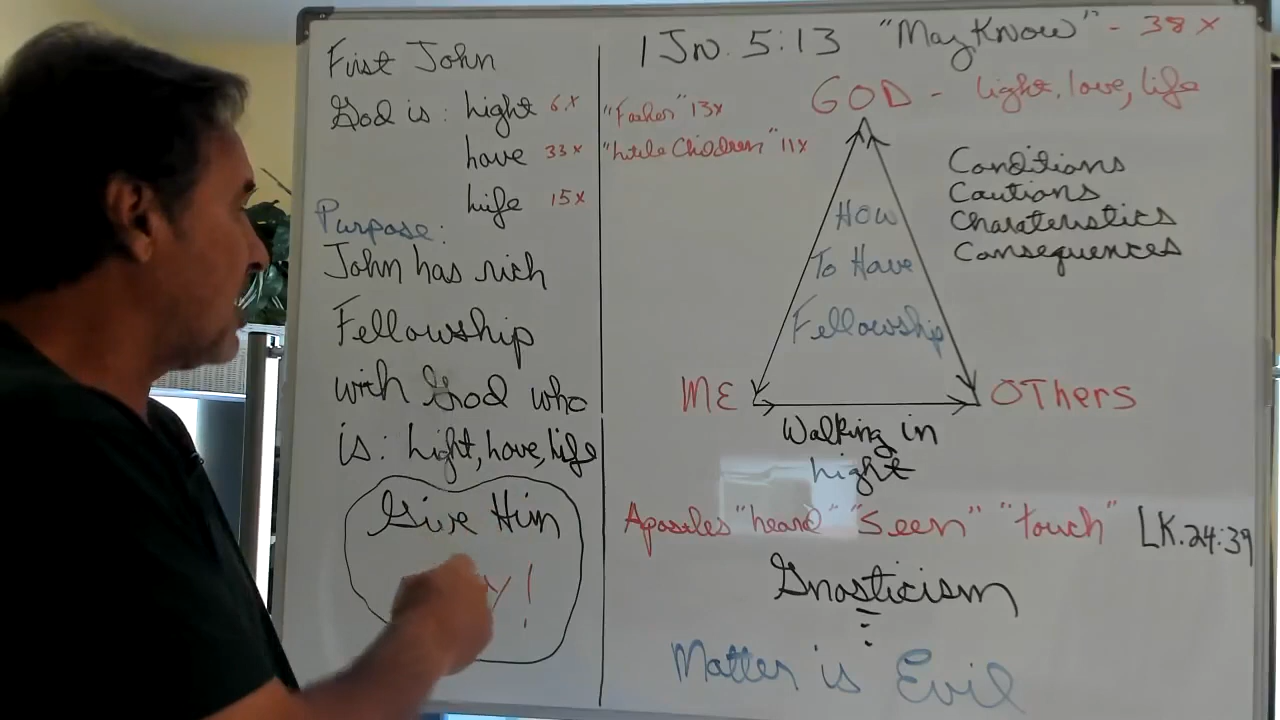 First John
God is: Light 6x
Love 33x
Life 15x
Purpose:
John has rich
Fellowship
with God who
is: Light, Love, life
Give Him
y!
1 Jn. 5:13 "May Know" - 38x
"Father" 13x
GOD - light, love, life
"Little Children" 11x
Conditions
Cautions
Charateristics
Consequences
How
To Have
Fellowship
ME
OTHers
Walking in
Light
Apostles "heard" "Seen" "touch" LK. 24:39
Gnosticism
Matter is Evil